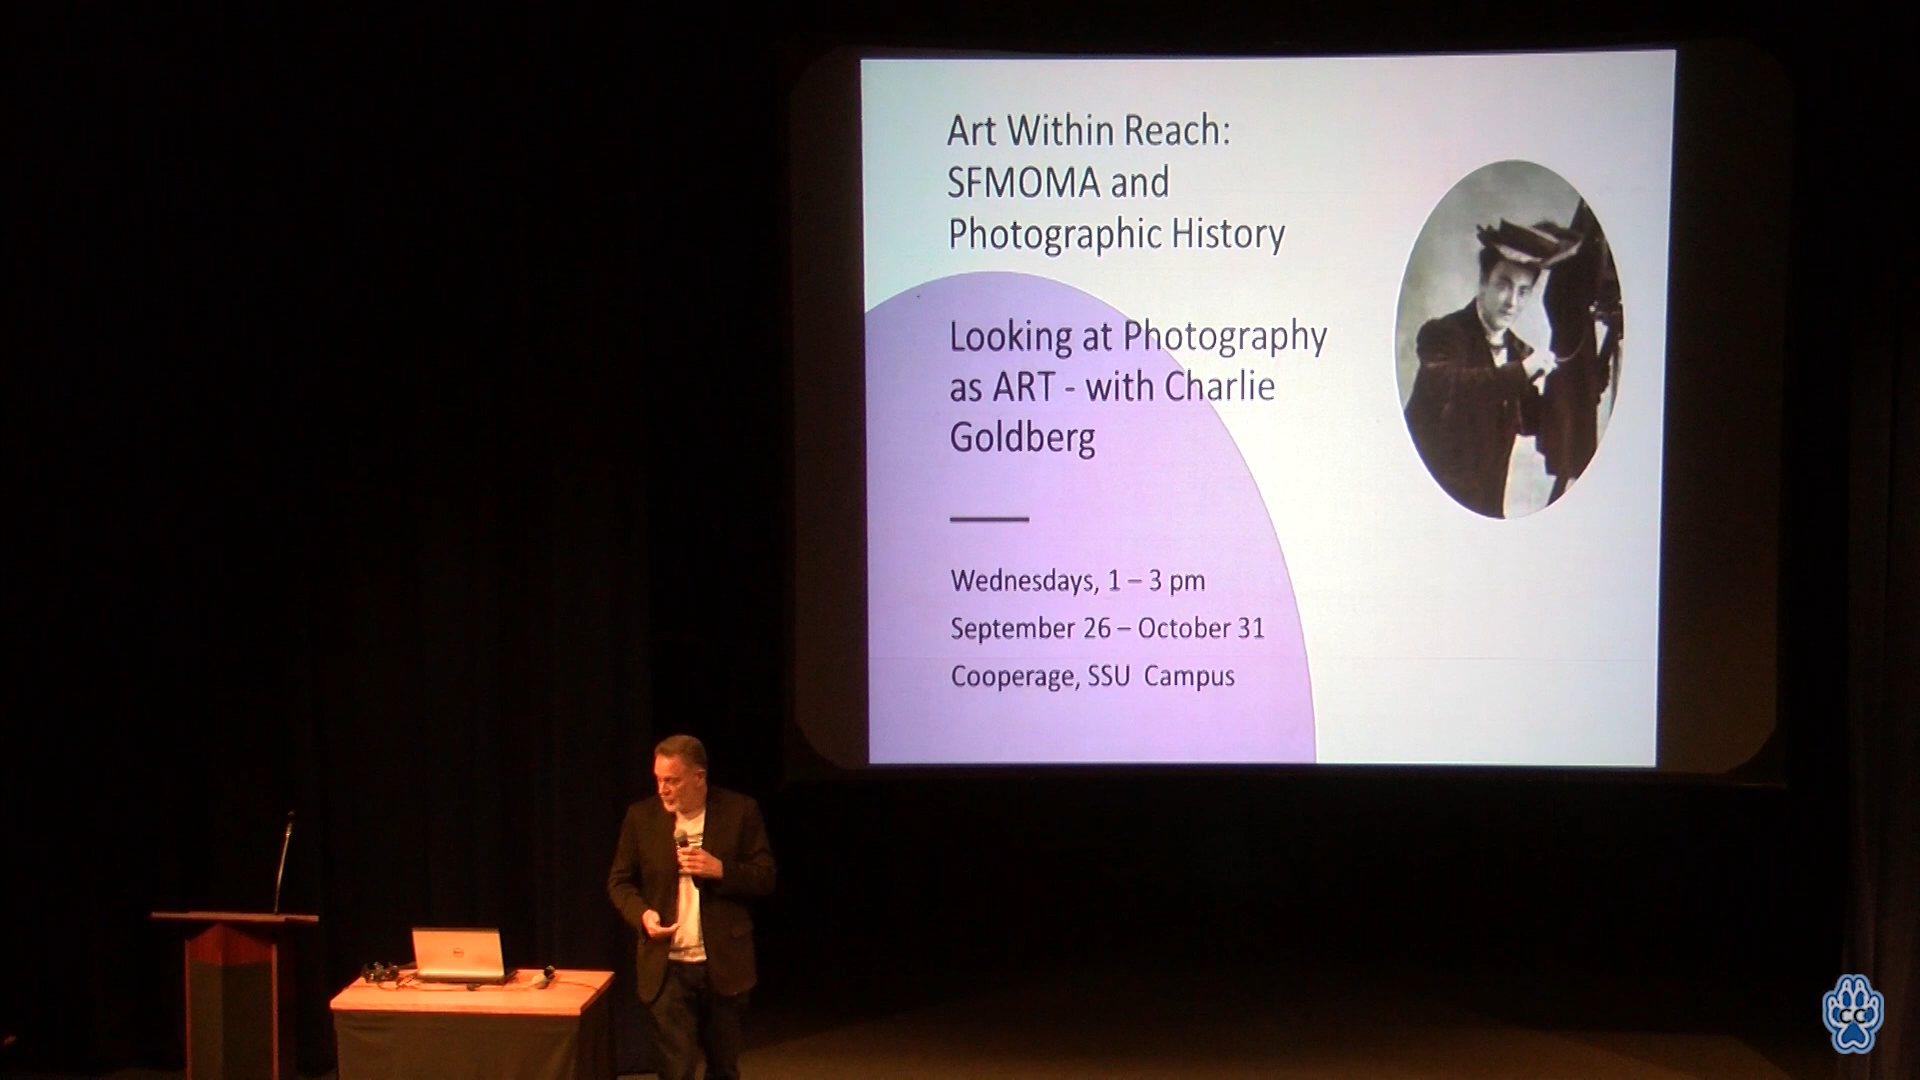 Art Within Reach:
SFMOMA and
Photographic History
Looking at Photography
as ART - with Charlie
Goldberg
Wednesdays, 1 – 3 pm
September 26 – October 31
Cooperage, SSU Campus
CC